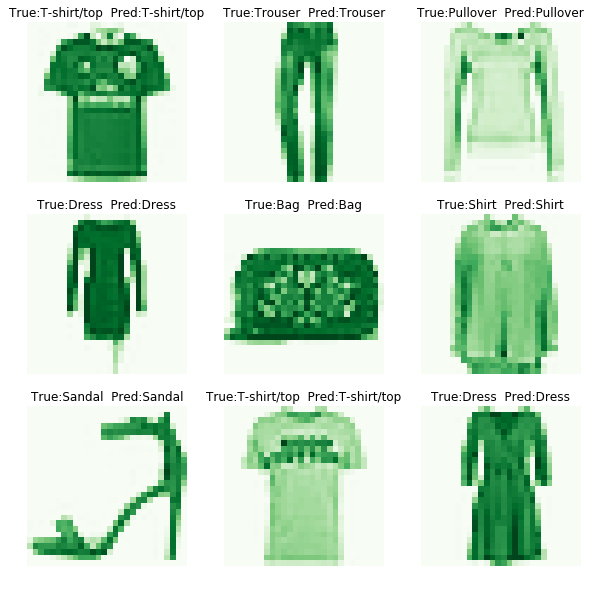 True:T-shirt/top  Pred:T-shirt/top
True:Trouser  Pred:Trouser
True:Pullover  Pred:Pullover
True:Dress  Pred:Dress
True:Bag  Pred:Bag
True:Shirt  Pred:Shirt
True:Sandal  Pred:Sandal
True:T-shirt/top  Pred:T-shirt/top
True:Dress  Pred:Dress